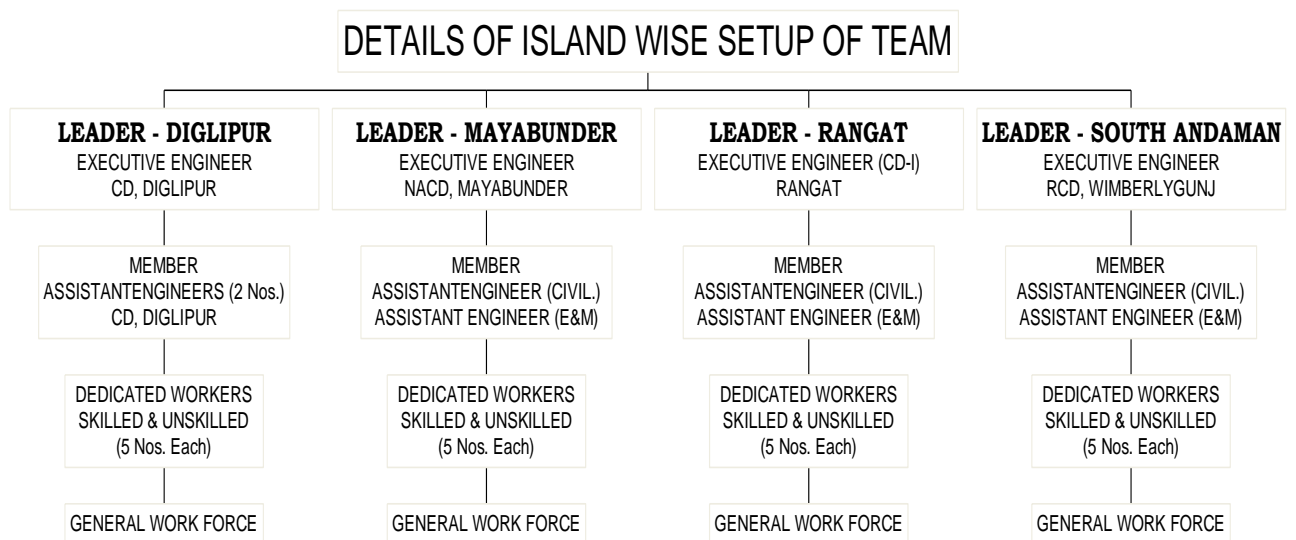 DETAILS OF ISLAND WISE SETUP OF TEAM
LEADER - DIGLIPUR
EXECUTIVE ENGINEER
CD, DIGLIPUR
LEADER - MAYABUNDER
EXECUTIVE ENGINEER
NACD, MAYABUNDER
LEADER - RANGAT
EXECUTIVE ENGINEER (CD-I)
RANGAT
LEADER - SOUTH ANDAMAN
EXECUTIVE ENGINEER
RCD, WIMBERLYGUNJ
MEMBER
ASSISTANTENGINEERS (2 Nos.)
CD, DIGLIPUR
MEMBER
ASSISTANTENGINEER (CIVIL.)
ASSISTANT ENGINEER (E&M)
MEMBER
ASSISTANTENGINEER (CIVIL.)
ASSISTANT ENGINEER (E&M)
MEMBER
ASSISTANTENGINEER (CIVIL.)
ASSISTANT ENGINEER (E&M)
DEDICATED WORKERS
SKILLED & UNSKILLED
(5 Nos. Each)
DEDICATED WORKERS
SKILLED & UNSKILLED
(5 Nos. Each)
DEDICATED WORKERS
SKILLED & UNSKILLED
(5 Nos. Each)
DEDICATED WORKERS
SKILLED & UNSKILLED
(5 Nos. Each)
GENERAL WORK FORCE
GENERAL WORK FORCE
GENERAL WORK FORCE
GENERAL WORK FORCE